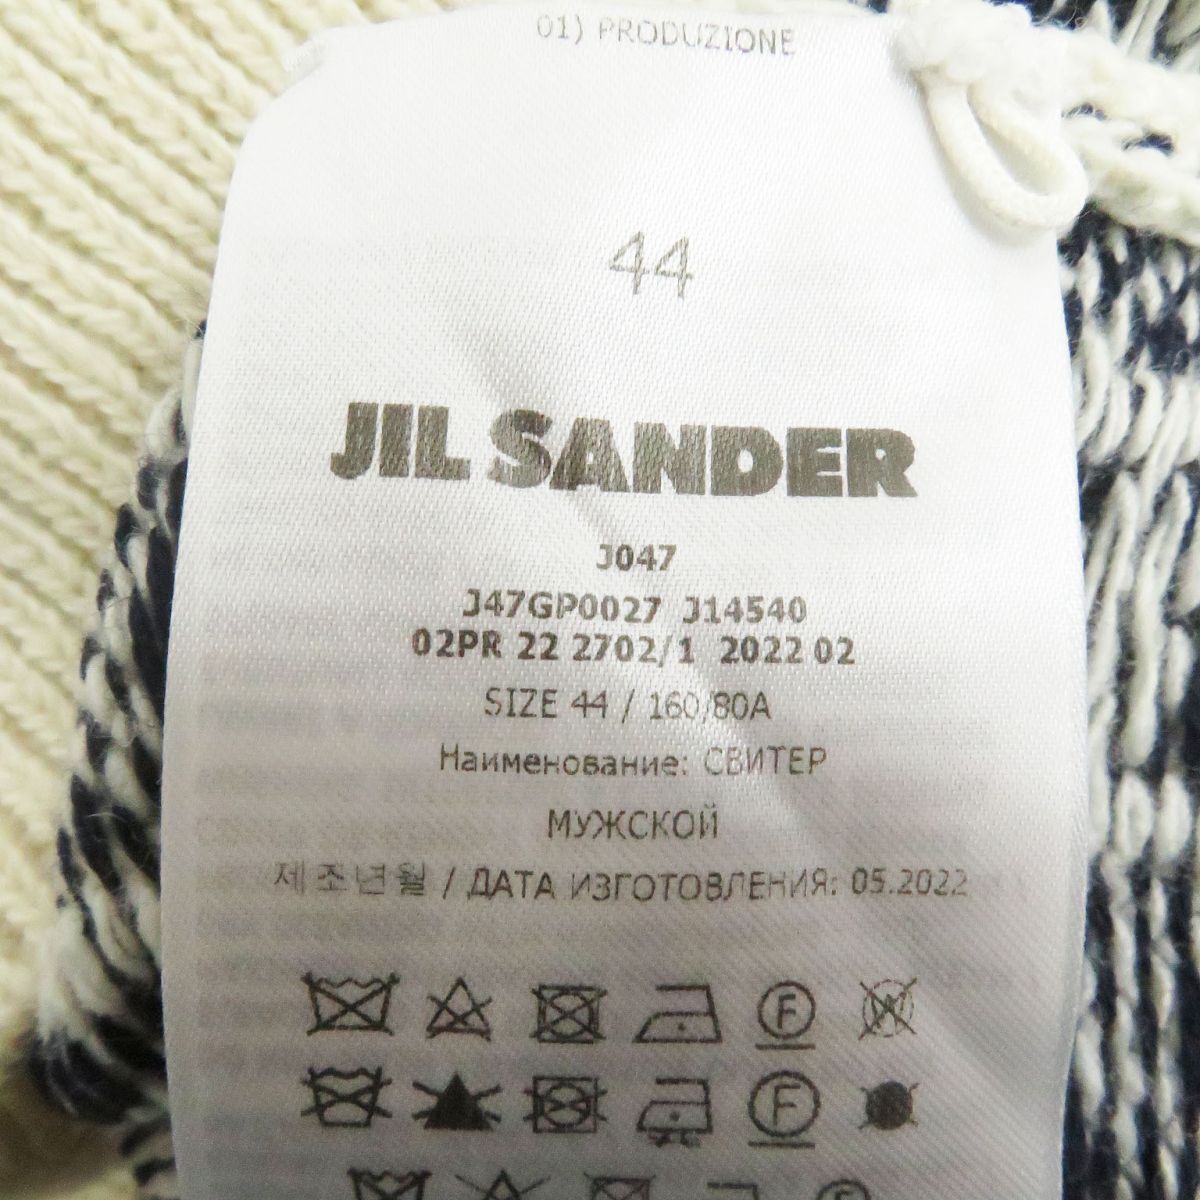 01) PRODUZIONE
44
JIL SANDER
J047
J47GP0027 J14540
02PR 22 2702/1 2022 02
SIZE 44 / 160/80A
Наименование: СВИТЕР
МУЖСКОЙ
제조년월 / ДАТА ИЗГОТОВЛЕНИЯ: 05.2022
F W
F